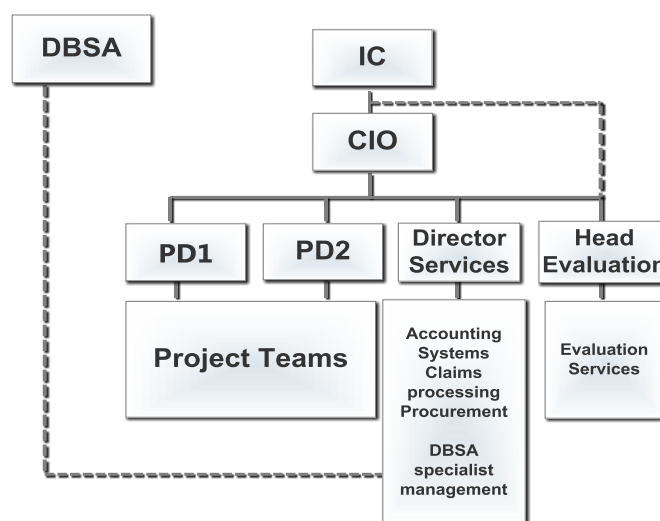 DBSA
IC
CIO
PD1
PD2
Director
Services
Head
Evaluation
Project Teams
Accounting
Systems
Claims
processing
Procurement
DBSA
specialist
management
Evaluation
Services